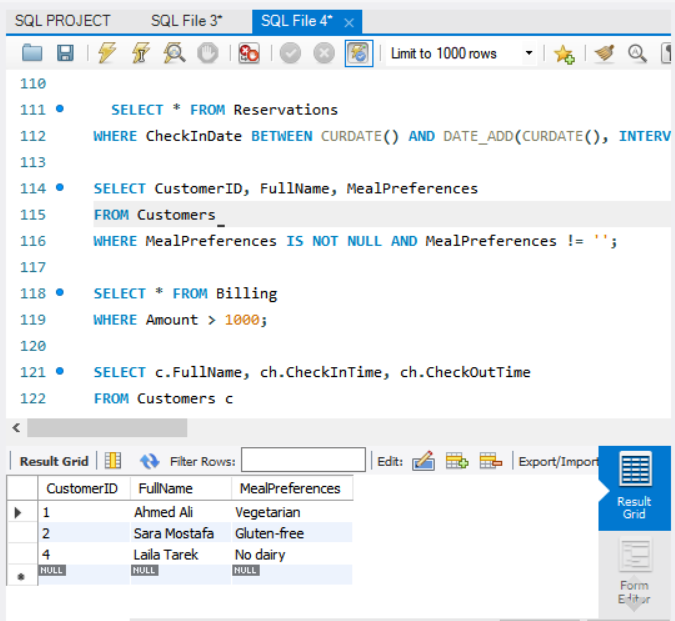 SQL PROJECT SQL File 3* SQL File 4* ×
Limit to 1000 rows
110
111 SELECT * FROM Reservations
112 WHERE CheckInDate BETWEEN CURDATE() AND DATE_ADD(CURDATE(), INTERV
113
114 SELECT CustomerID, FullName, MealPreferences
115 FROM Customers
116 WHERE MealPreferences IS NOT NULL AND MealPreferences != '';
117
118 SELECT * FROM Billing
119 WHERE Amount > 1000;
120
121 SELECT c.FullName, ch.CheckInTime, ch.CheckOutTime
122 FROM Customers c
Result Grid Filter Rows: Edit: Export/Import
CustomerID FullName MealPreferences
1 Ahmed Ali Vegetarian
2 Sara Mostafa Gluten-free
4 Laila Tarek No dairy
NULL NULL NULL
Result
Grid
Form
Editor